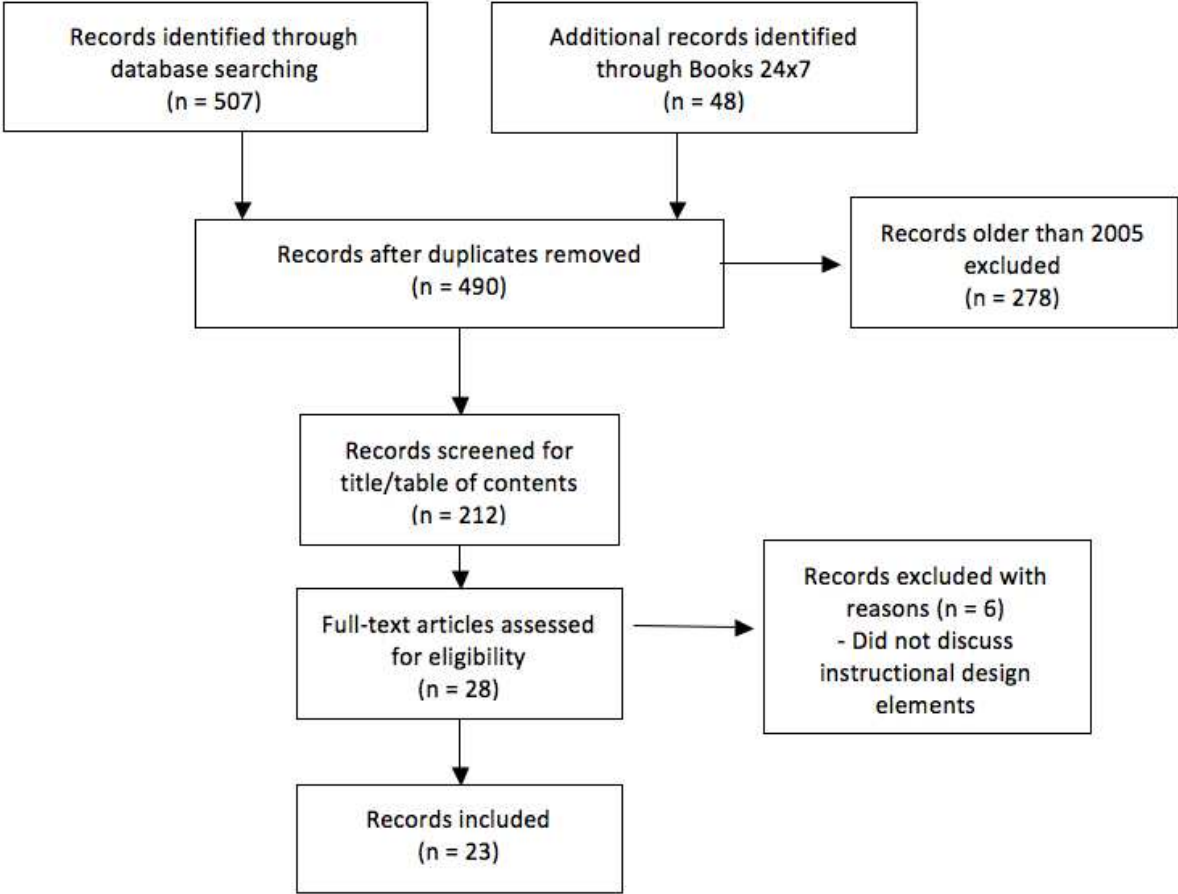 Records identified through
database searching
(n = 507)
Additional records identified
through Books 24x7
(n = 48)
Records after duplicates removed
(n = 490)
Records older than 2005
excluded
(n = 278)
Records screened for
title/table of contents
(n = 212)
Full-text articles assessed
for eligibility
(n = 28)
Records excluded with
reasons (n = 6)
- Did not discuss
instructional design
elements
Records included
(n = 23)